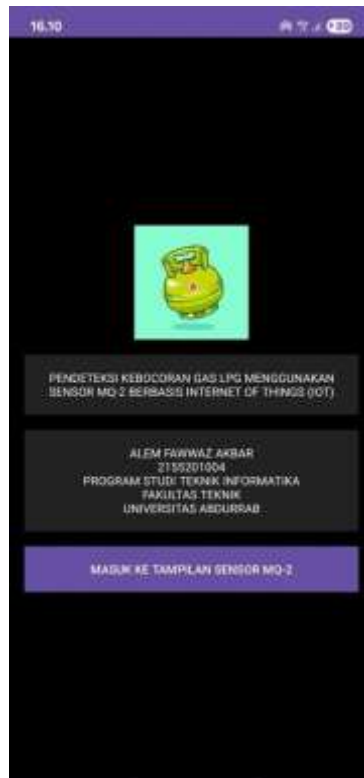 16.10
PENDETEKSI KEBOCORAN GAS LPG MENGGUNAKAN
SENSOR MQ-2 BERBASIS INTERNET OF THINGS (IOT)
ALEM FAWWAZ AKBAR
2155201004
PROGRAM STUDI TEKNIK INFORMATIKA
FAKULTAS TEKNIK
UNIVERSITAS ABDURRAB
MASUK KE TAMPILAN SENSOR MQ-2